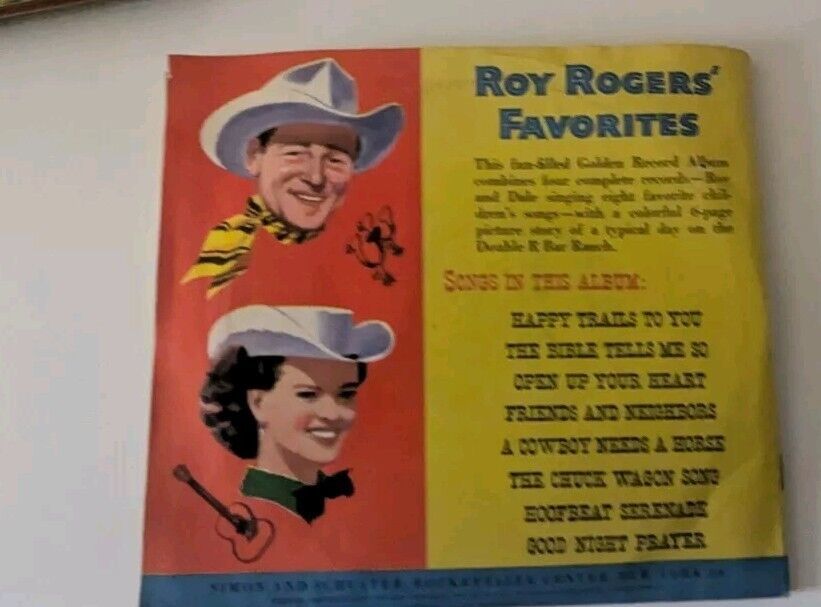 ROY ROGERS'
FAVORITES
This fun-filled Golden Record Album
combines four complete records—Roy
and Dale singing eight favorite chil-
dren's songs—with a colorful 6-page
picture story of a typical day on the
Double R Bar Ranch.
SONGS IN THIS ALBUM:
HAPPY TRAILS TO YOU
THE BIBLE TELLS ME SO
OPEN UP YOUR HEART
FRIENDS AND NEIGHBORS
A COWBOY NEEDS A HORSE
THE CHUCK WAGON SONG
HOOFBEAT SERENADE
GOOD NIGHT PRAYER
SIMON AND SCHUSTER ROCKEFELLER CENTER NEW YORK